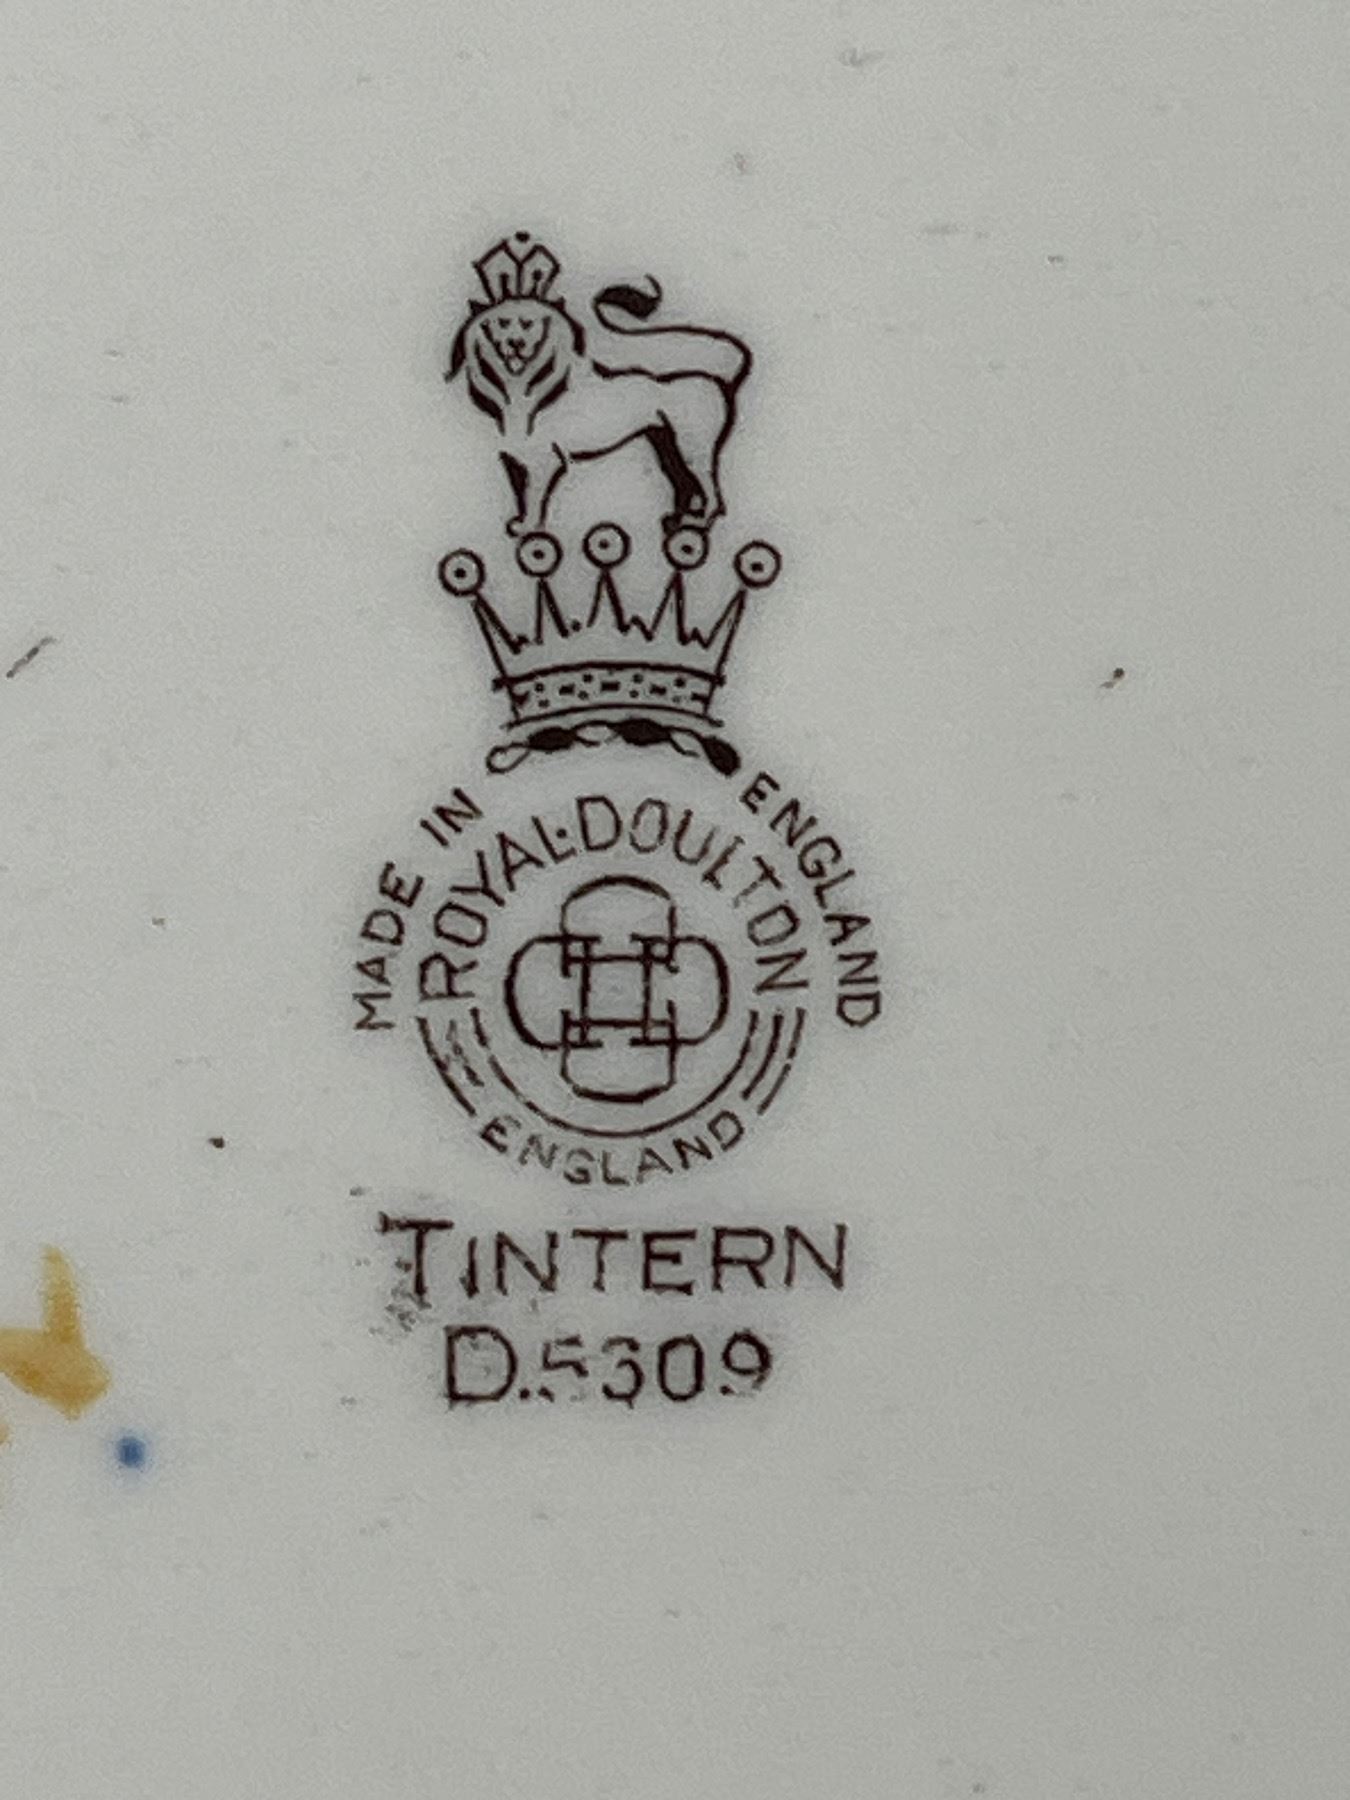 MADE IN ENGLAND
ROYAL·DOULTON
ENGLAND
TINTERN
D.5309